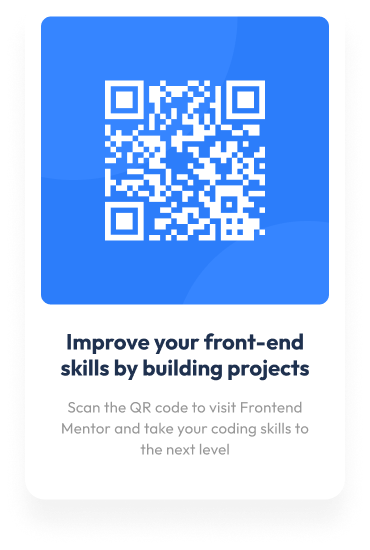 Improve your front-end
skills by building projects
Scan the QR code to visit Frontend
Mentor and take your coding skills to
the next level